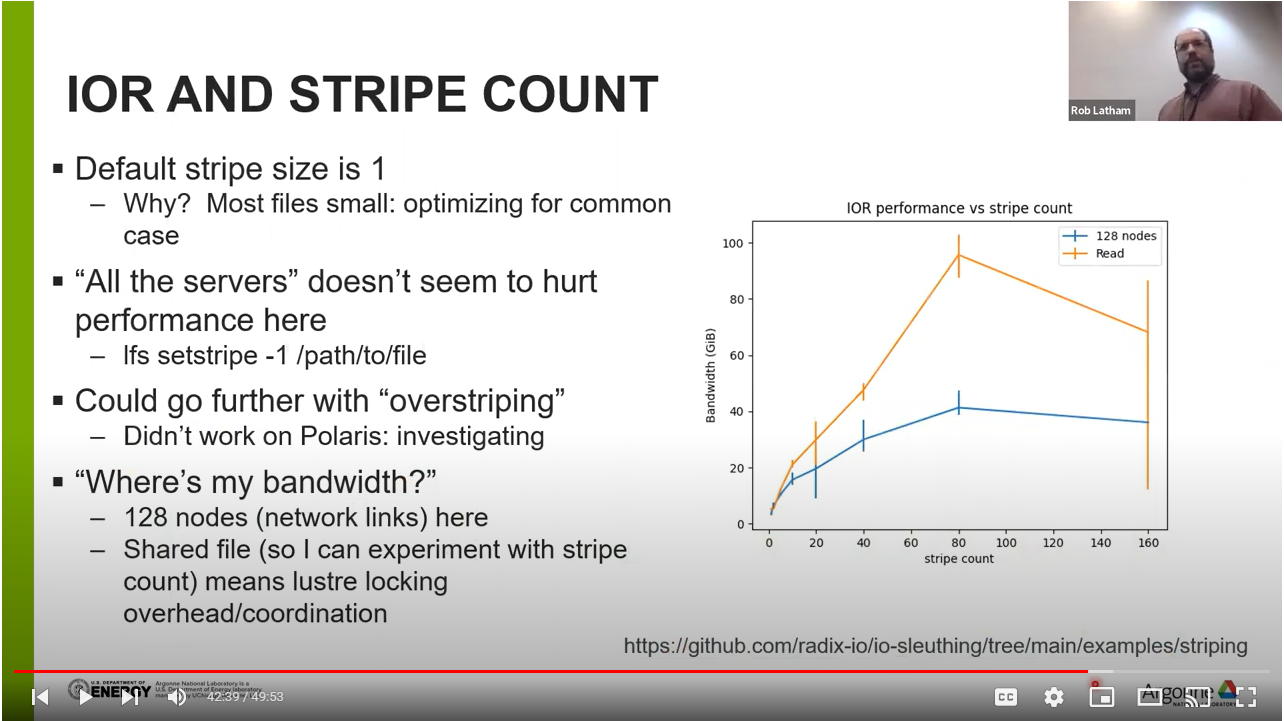 Rob Latham
IOR AND STRIPE COUNT
▪ Default stripe size is 1
– Why? Most files small: optimizing for common
case
▪ “All the servers” doesn’t seem to hurt
performance here
– lfs setstripe -1 /path/to/file
▪ Could go further with “overstriping”
– Didn’t work on Polaris: investigating
▪ “Where’s my bandwidth?”
– 128 nodes (network links) here
– Shared file (so I can experiment with stripe
count) means lustre locking
overhead/coordination
IOR performance vs stripe count
128 nodes
Read
Bandwidth (GiB)
100
80
60
40
20
0
0 20 40 60 80 100 120 140 160
stripe count
https://github.com/radix-io/io-sleuthing/tree/main/examples/striping
U.S. DEPARTMENT OF
ENERGY
Argonne National Laboratory is a
U.S. Department of Energy laboratory
42:39 / 49:53
CC
Argonne